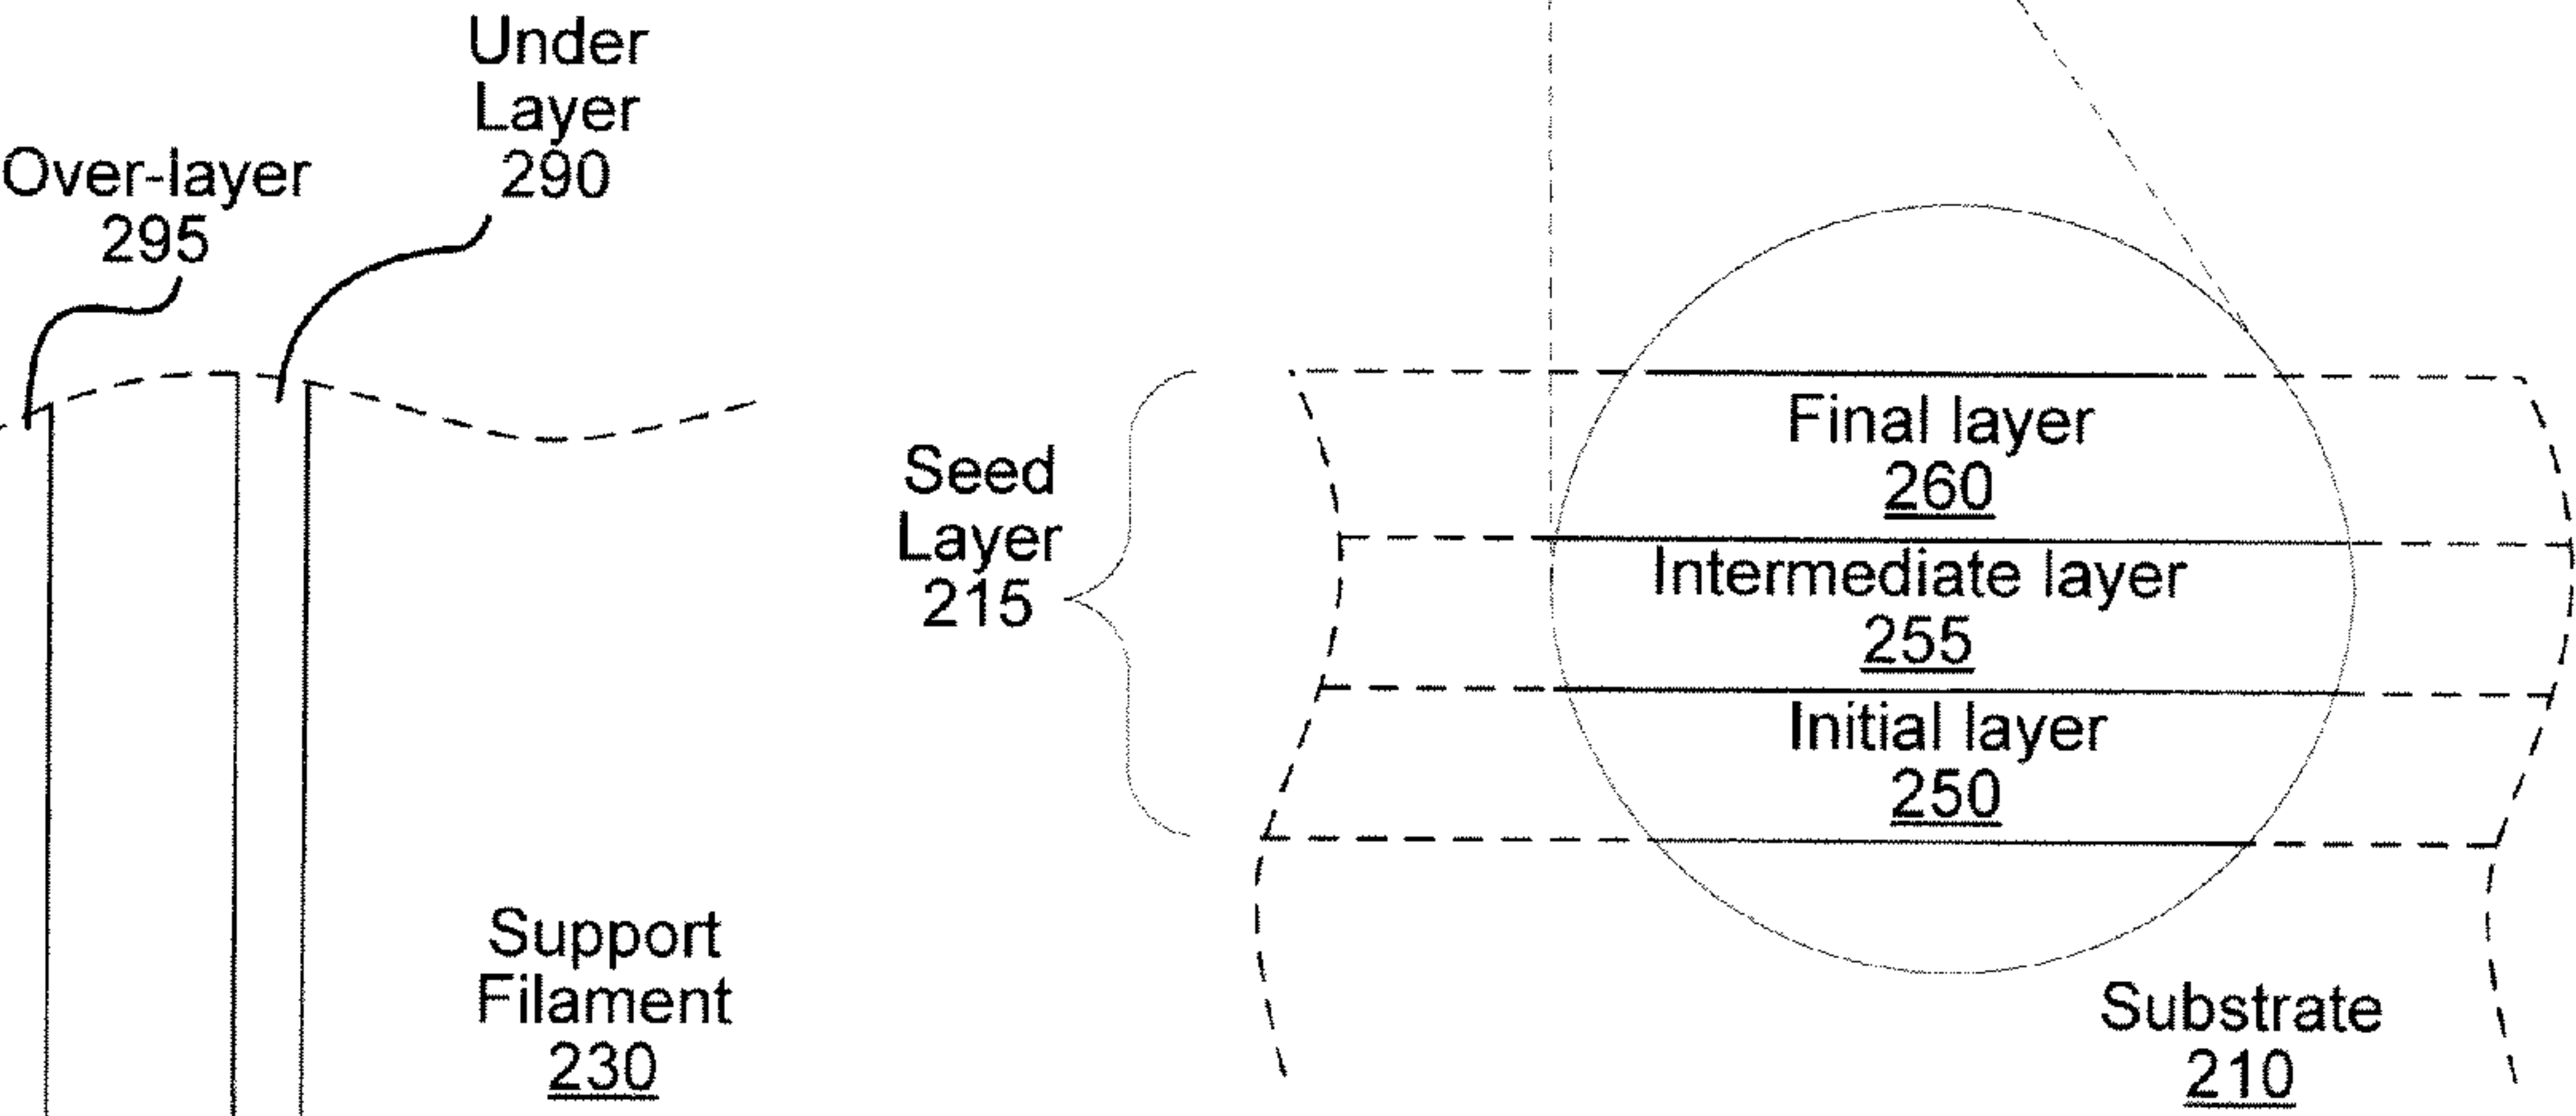 Under
Layer
290
Over-layer
295
Seed
Layer
215
Final layer
260
Intermediate layer
255
Initial layer
250
Support
Filament
230
Substrate
210